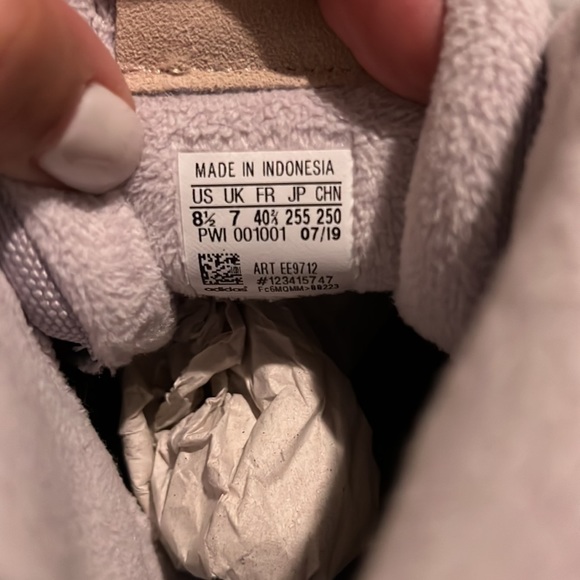 MADE IN INDONESIA
US UK FR JP CHN
8½ 7 40⅔ 255 250
PWI 001001 07/19
ART EE9712
#123415747
adidas